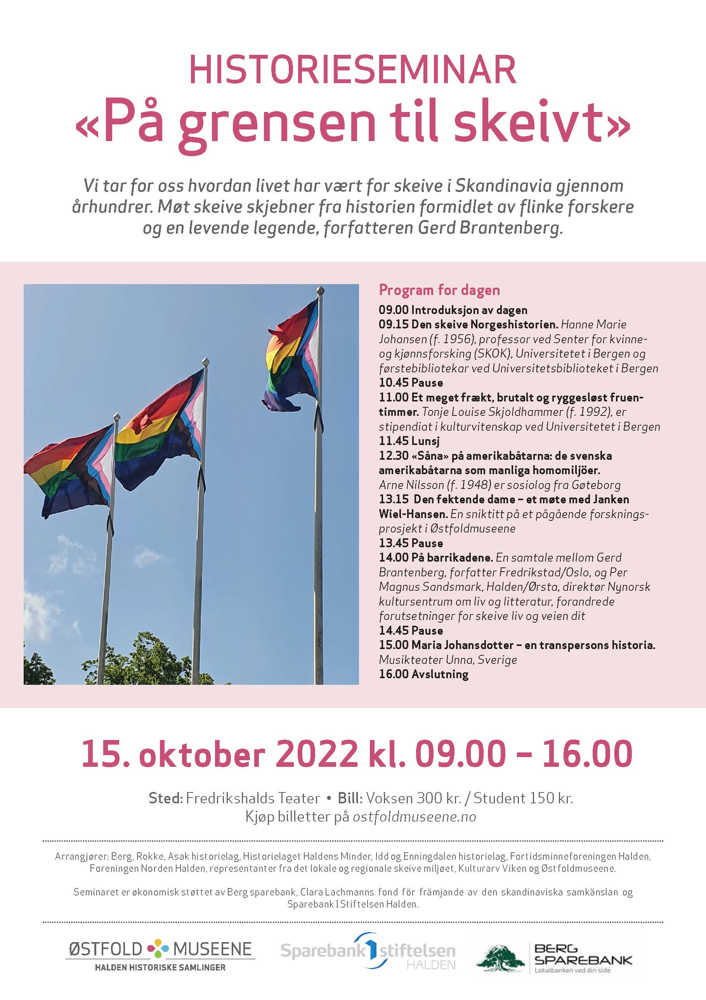 HISTORIESEMINAR
«På grensen til skeivt»
Vi tar for oss hvordan livet har vært for skeive i Skandinavia gjennom
århundrer. Møt skeive skjebner fra historien formidlet av flinke forskere
og en levende legende, forfatteren Gerd Brantenberg.
Program for dagen
09.00 Introduksjon av dagen
09.15 Den skeive Norgeshistorien. Hanne Marie
Johansen (f. 1956), professor ved Senter for kvinne-
og kjønnsforsking (SKOK), Universitetet i Bergen og
førstebibliotekar ved Universitetsbiblioteket i Bergen
10.45 Pause
11.00 Et meget frækt, brutalt og ryggesløst fruen-
timmer. Tonje Louise Skjoldhammer (f. 1992), er
stipendiat i kulturvitenskap ved Universitetet i Bergen
11.45 Lunsj
12.30 «Såna» på amerikabåtarna: de svenska
amerikabåtarna som manliga homomiljöer.
Arne Nilsson (f. 1948) er sosiolog fra Gøteborg
13.15 Den fektende dame – et møte med Janken
Wiel-Hansen. En sniktitt på et pågående forsknings-
prosjekt i Østfoldmuseene
13.45 Pause
14.00 På barrikadene. En samtale mellom Gerd
Brantenberg, forfatter Fredrikstad/Oslo, og Per
Magnus Sandsmark, Halden/Ørsta, direktør Nynorsk
kultursentrum om liv og litteratur, forandrede
forutsetninger for skeive liv og veien dit
14.45 Pause
15.00 Maria Johansdotter – en transpersons historia.
Musikteater Unna, Sverige
16.00 Avslutning
15. oktober 2022 kl. 09.00 – 16.00
Sted: Fredrikshalds Teater • Bill: Voksen 300 kr. / Student 150 kr.
Kjøp billetter på ostfoldmuseene.no
Arrangjører: Berg, Rokke, Asak historielag, Historielaget Haldens Minder, Idd og Enningdalen historielag, Fortidsminneforeningen Halden,
Foreningen Norden Halden, representanter fra det lokale og regionale skeive miljøet, Kulturarv Viken og Østfoldmuseene.
Seminaret er økonomisk støttet av Berg sparebank, Clara Lachmanns fond för främjande av den skandinaviska samkänslan og
Sparebank1Stiftelsen Halden.
ØSTFOLD MUSEENE
HALDEN HISTORISKE SAMLINGER
Sparebank 1 stiftelsen
HALDEN
BERG
SPAREBANK
Lokalbanken ved din side